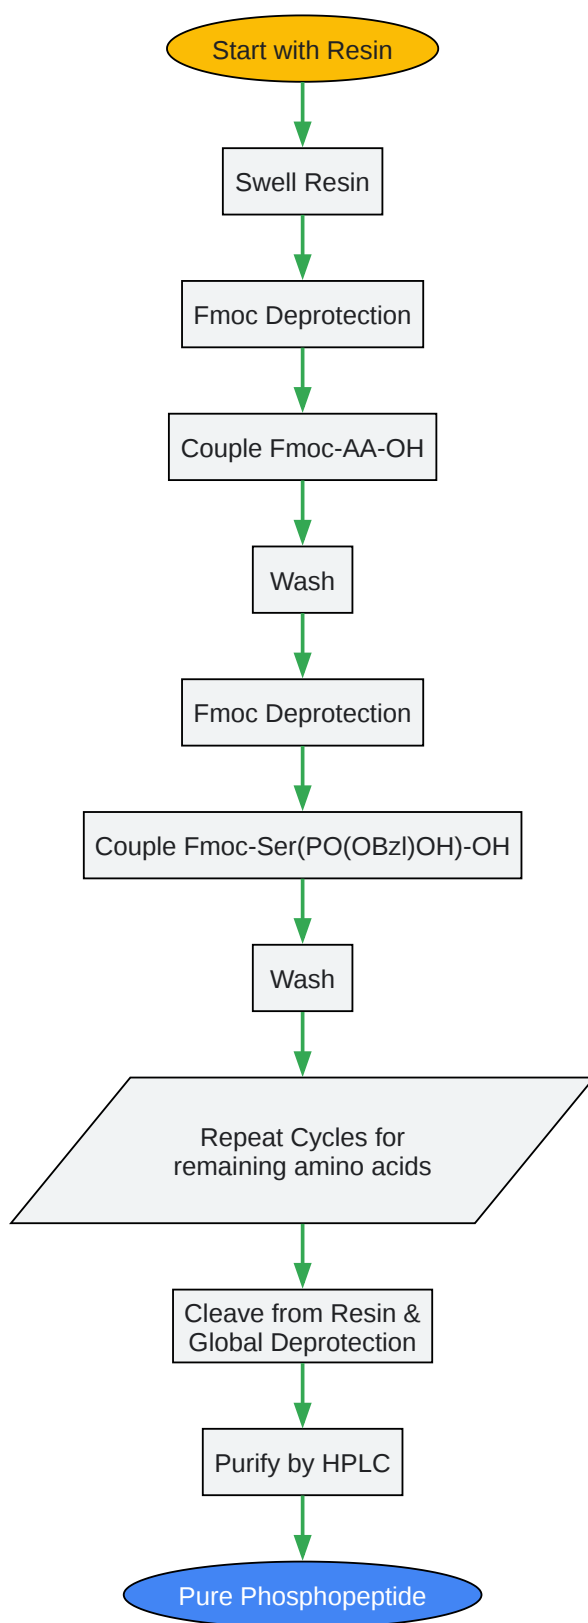 Start with Resin
Swell Resin
Fmoc Deprotection
Couple Fmoc-AA-OH
Wash
Fmoc Deprotection
Couple Fmoc-Ser(PO(OBzl)OH)-OH
Wash
Repeat Cycles for
remaining amino acids
Cleave from Resin &
Global Deprotection
Purify by HPLC
Pure Phosphopeptide